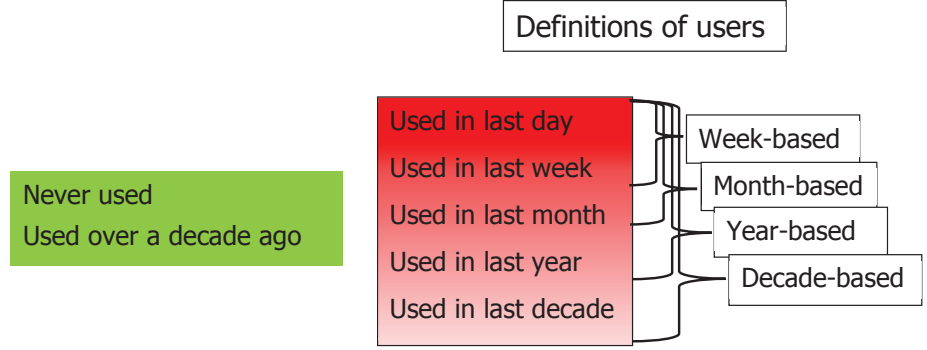 Definitions of users
Never used
Used over a decade ago
Used in last day
Used in last week
Used in last month
Used in last year
Used in last decade
Week-based
Month-based
Year-based
Decade-based